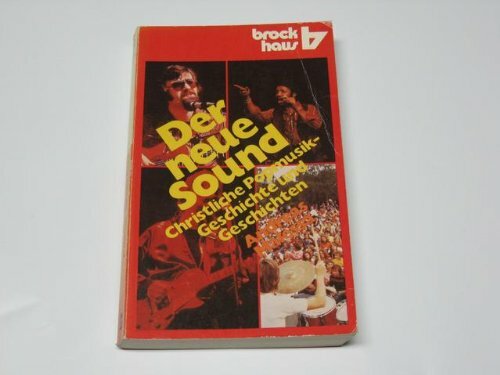 brock
haus
Der
neue
Sound
Christliche Popmusik-
Geschichte und
Geschichten